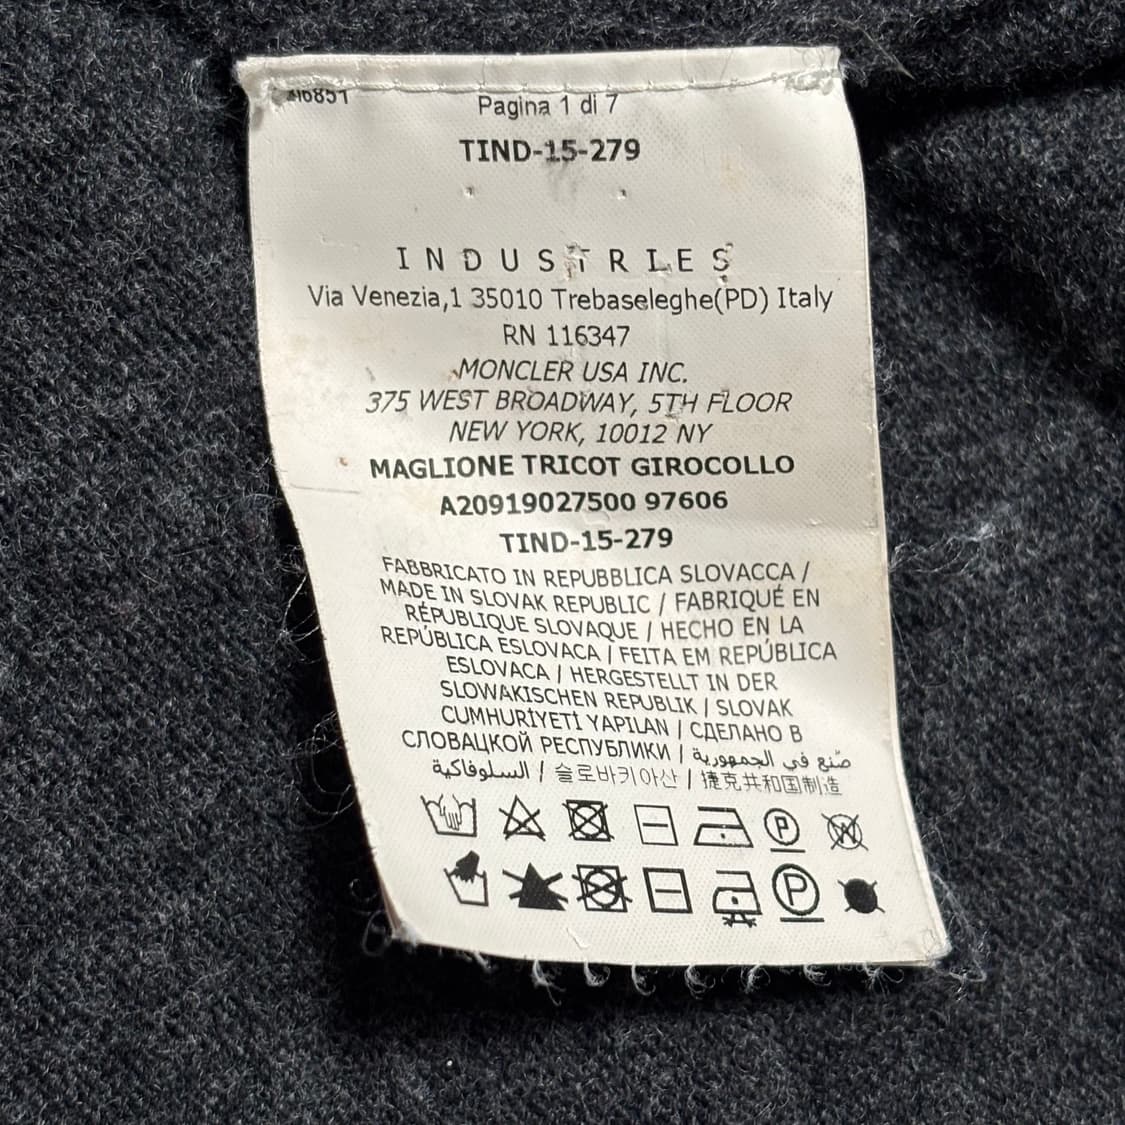 Pagina 1 di 7
TIND-15-279
INDUSTRIES
Via Venezia,1 35010 Trebaseleghe(PD) Italy
RN 116347
MONCLER USA INC.
375 WEST BROADWAY, 5TH FLOOR
NEW YORK, 10012 NY
MAGLIONE TRICOT GIROCOLLO
A20919027500 97606
TIND-15-279
FABBRICATO IN REPUBBLICA SLOVACCA /
MADE IN SLOVAK REPUBLIC / FABRIQUÉ EN
RÉPUBLIQUE SLOVAQUE / HECHO EN LA
REPÚBLICA ESLOVACA / FEITA EM REPÚBLICA
ESLOVACA / HERGESTELLT IN DER
SLOWAKISCHEN REPUBLIK / SLOVAK
CUMHURİYETİ YAPILAN / СДЕЛАНО В
СЛОВАЦКОЙ РЕСПУБЛИКИ / صنع في الجمهورية
السلوفاكية / 슬로바키아산 / 捷克共和国制造
P W
P